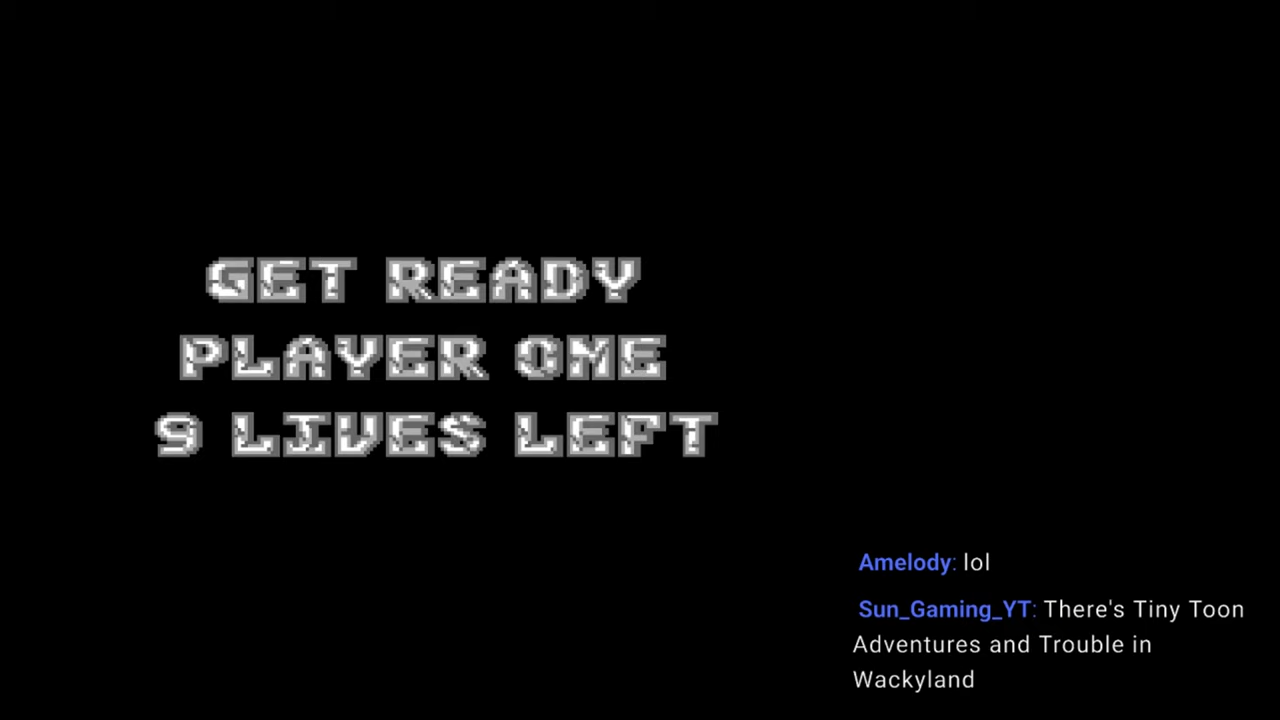 GET READY
PLAYER ONE
9 LIVES LEFT
Amelody: lol
Sun_Gaming_YT: There's Tiny Toon
Adventures and Trouble in
Wackyland